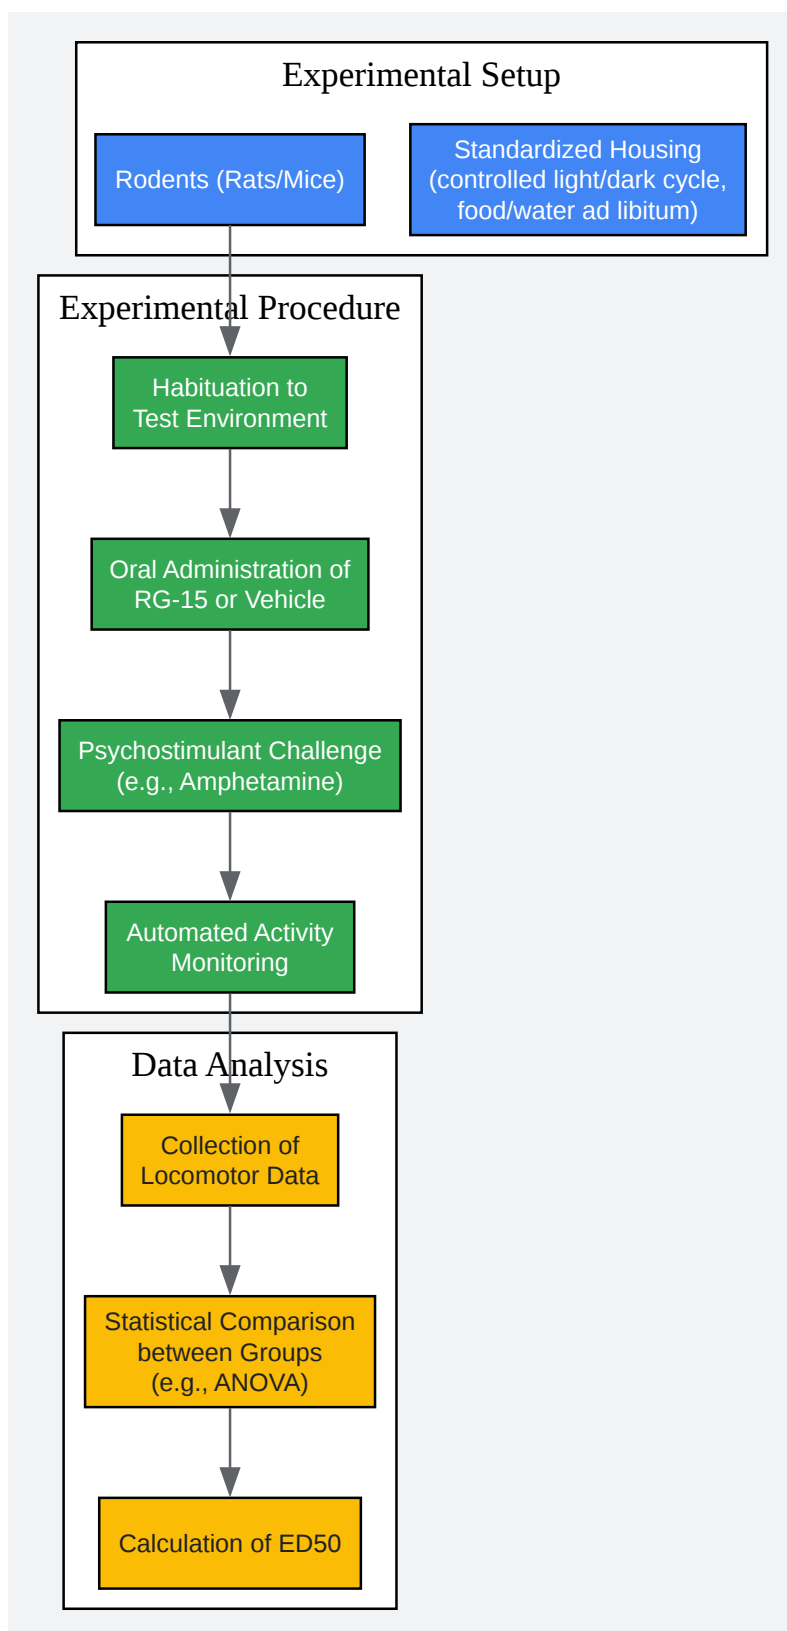 Experimental Setup
Rodents (Rats/Mice)
Standardized Housing
(controlled light/dark cycle,
food/water ad libitum)
Experimental Procedure
Habituation to
Test Environment
Oral Administration of
RG-15 or Vehicle
Psychostimulant Challenge
(e.g., Amphetamine)
Automated Activity
Monitoring
Data Analysis
Collection of
Locomotor Data
Statistical Comparison
between Groups
(e.g., ANOVA)
Calculation of ED50